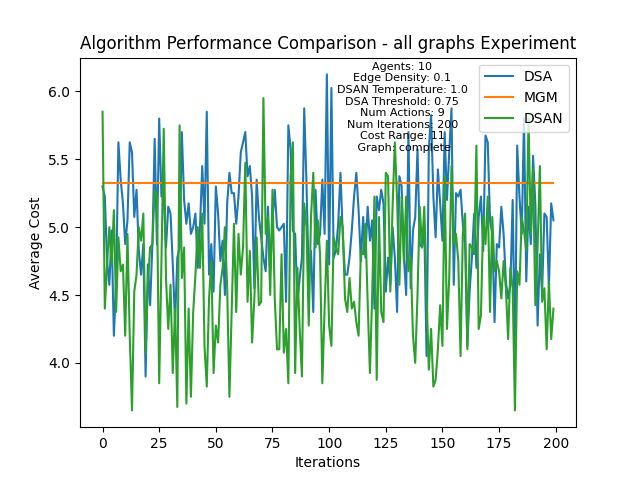 Algorithm Performance Comparison - all graphs Experiment
Agents: 10
Edge Density: 0.1
DSAN Temperature: 1.0
DSA Threshold: 0.75
Num Actions: 9
Num Iterations: 200
Cost Range: 11
Graph: complete
DSA
MGM
DSAN
Average Cost
6.0
5.5
5.0
4.5
4.0
0
25
50
75
100
125
150
175
200
Iterations